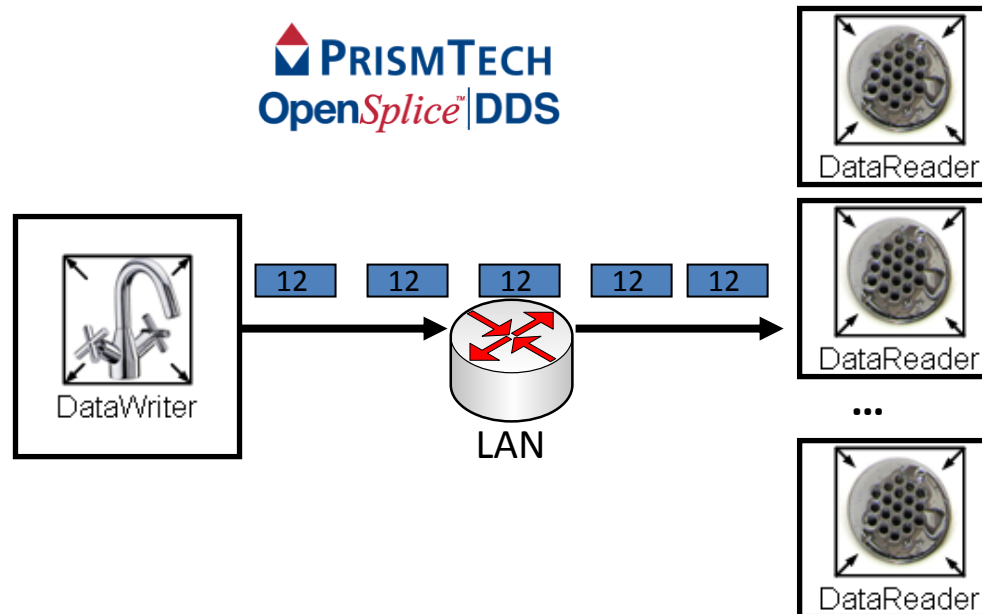 PRISMTECH
OpenSplice™|DDS
DataReader
DataReader
12 12 12 12 12
DataWriter
...
LAN
DataReader